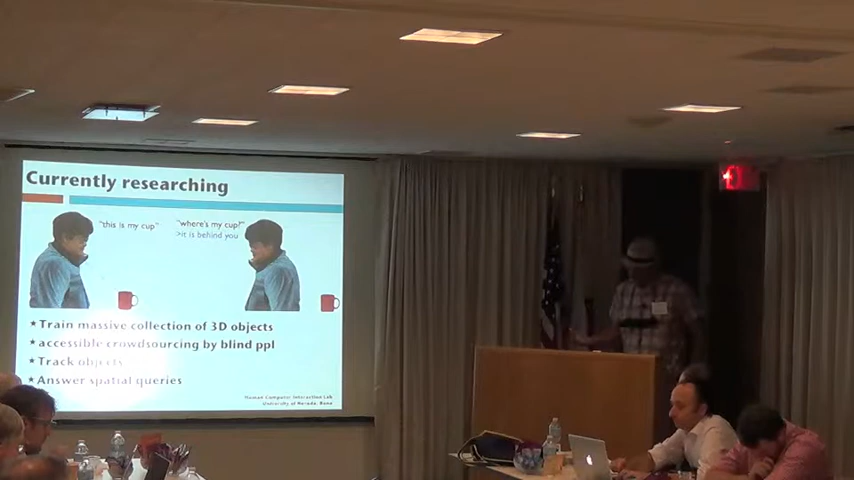 Currently researching
"this is my cup"
"where's my cup?"
>it is behind you
★Train massive collection of 3D objects
★accessible crowdsourcing by blind ppl
★Track objects
★Answer spatial queries
Human Computer Interaction Lab
University of Nevada, Reno